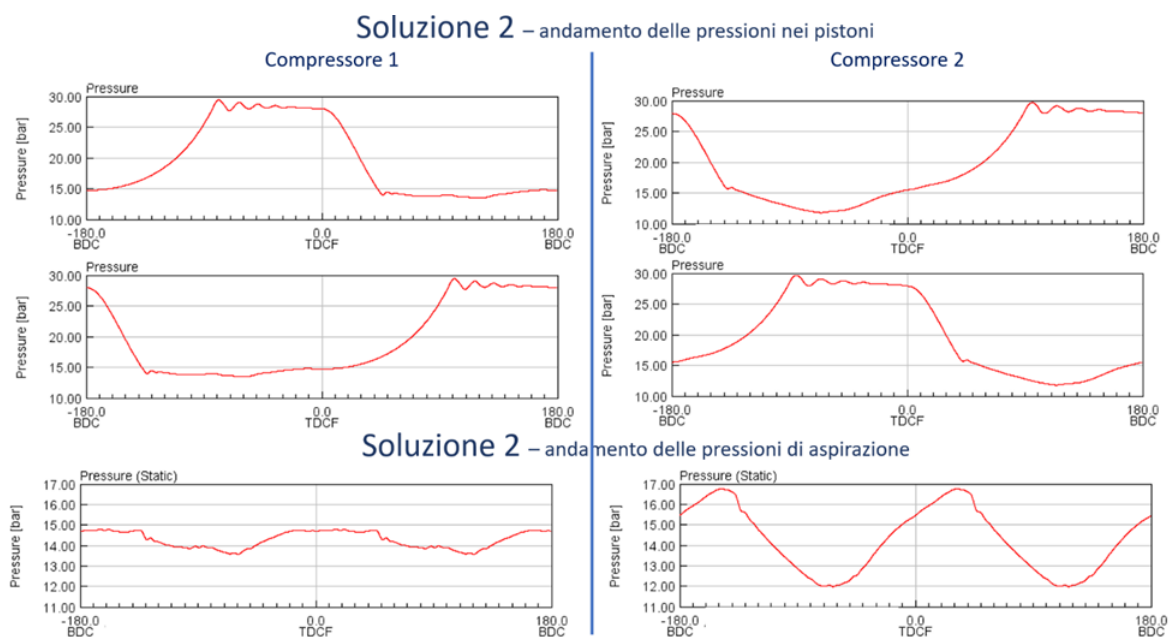 Soluzione 2 – andamento delle pressioni nei pistoni
Compressore 1
Compressore 2
Pressure
Pressure [bar]
30.00
25.00
20.00
15.00
10.00
-180.0
BDC
0.0
TDCF
180.0
BDC
Pressure
Pressure [bar]
30.00
25.00
20.00
15.00
10.00
-180.0
BDC
0.0
TDCF
180.0
BDC
Pressure
Pressure [bar]
30.00
25.00
20.00
15.00
10.00
-180.0
BDC
0.0
TDCF
180.0
BDC
Pressure
Pressure [bar]
30.00
25.00
20.00
15.00
10.00
-180.0
BDC
0.0
TDCF
180.0
BDC
Soluzione 2 – andamento delle pressioni di aspirazione
Pressure (Static)
Pressure [bar]
17.00
16.00
15.00
14.00
13.00
12.00
11.00
-180.0
BDC
0.0
TDCF
180.0
BDC
Pressure (Static)
Pressure [bar]
17.00
16.00
15.00
14.00
13.00
12.00
11.00
-180.0
BDC
0.0
TDCF
180.0
BDC